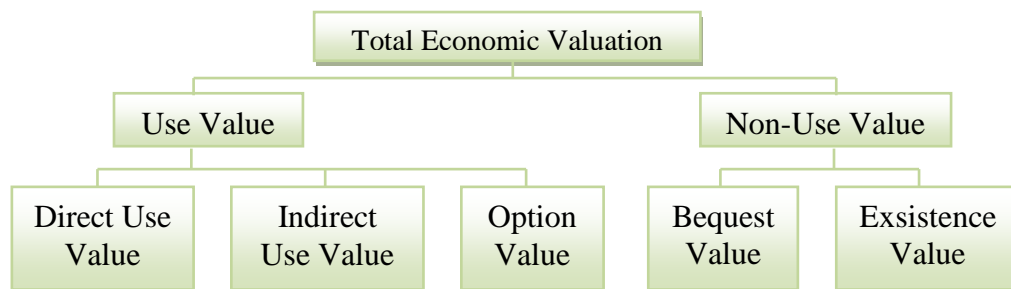 Total Economic Valuation
Use Value
Non-Use Value
Direct Use
Value
Indirect
Use Value
Option
Value
Bequest
Value
Exsistence
Value